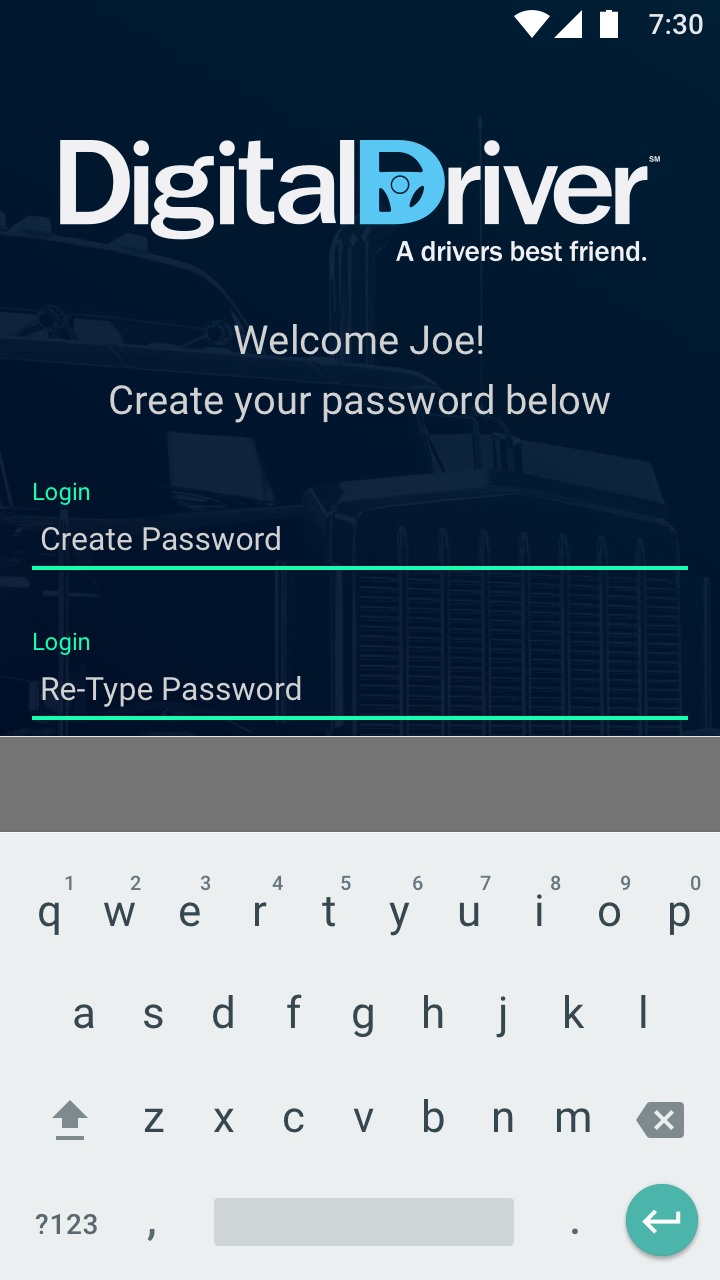 7:30
DigitalDriver℠
A drivers best friend.
Welcome Joe!
Create your password below
Login
Create Password
Login
Re-Type Password
1 2 3 4 5 6 7 8 9 0
q w e r t y u i o p
a s d f g h j k l
z x c v b n m
?123 , .